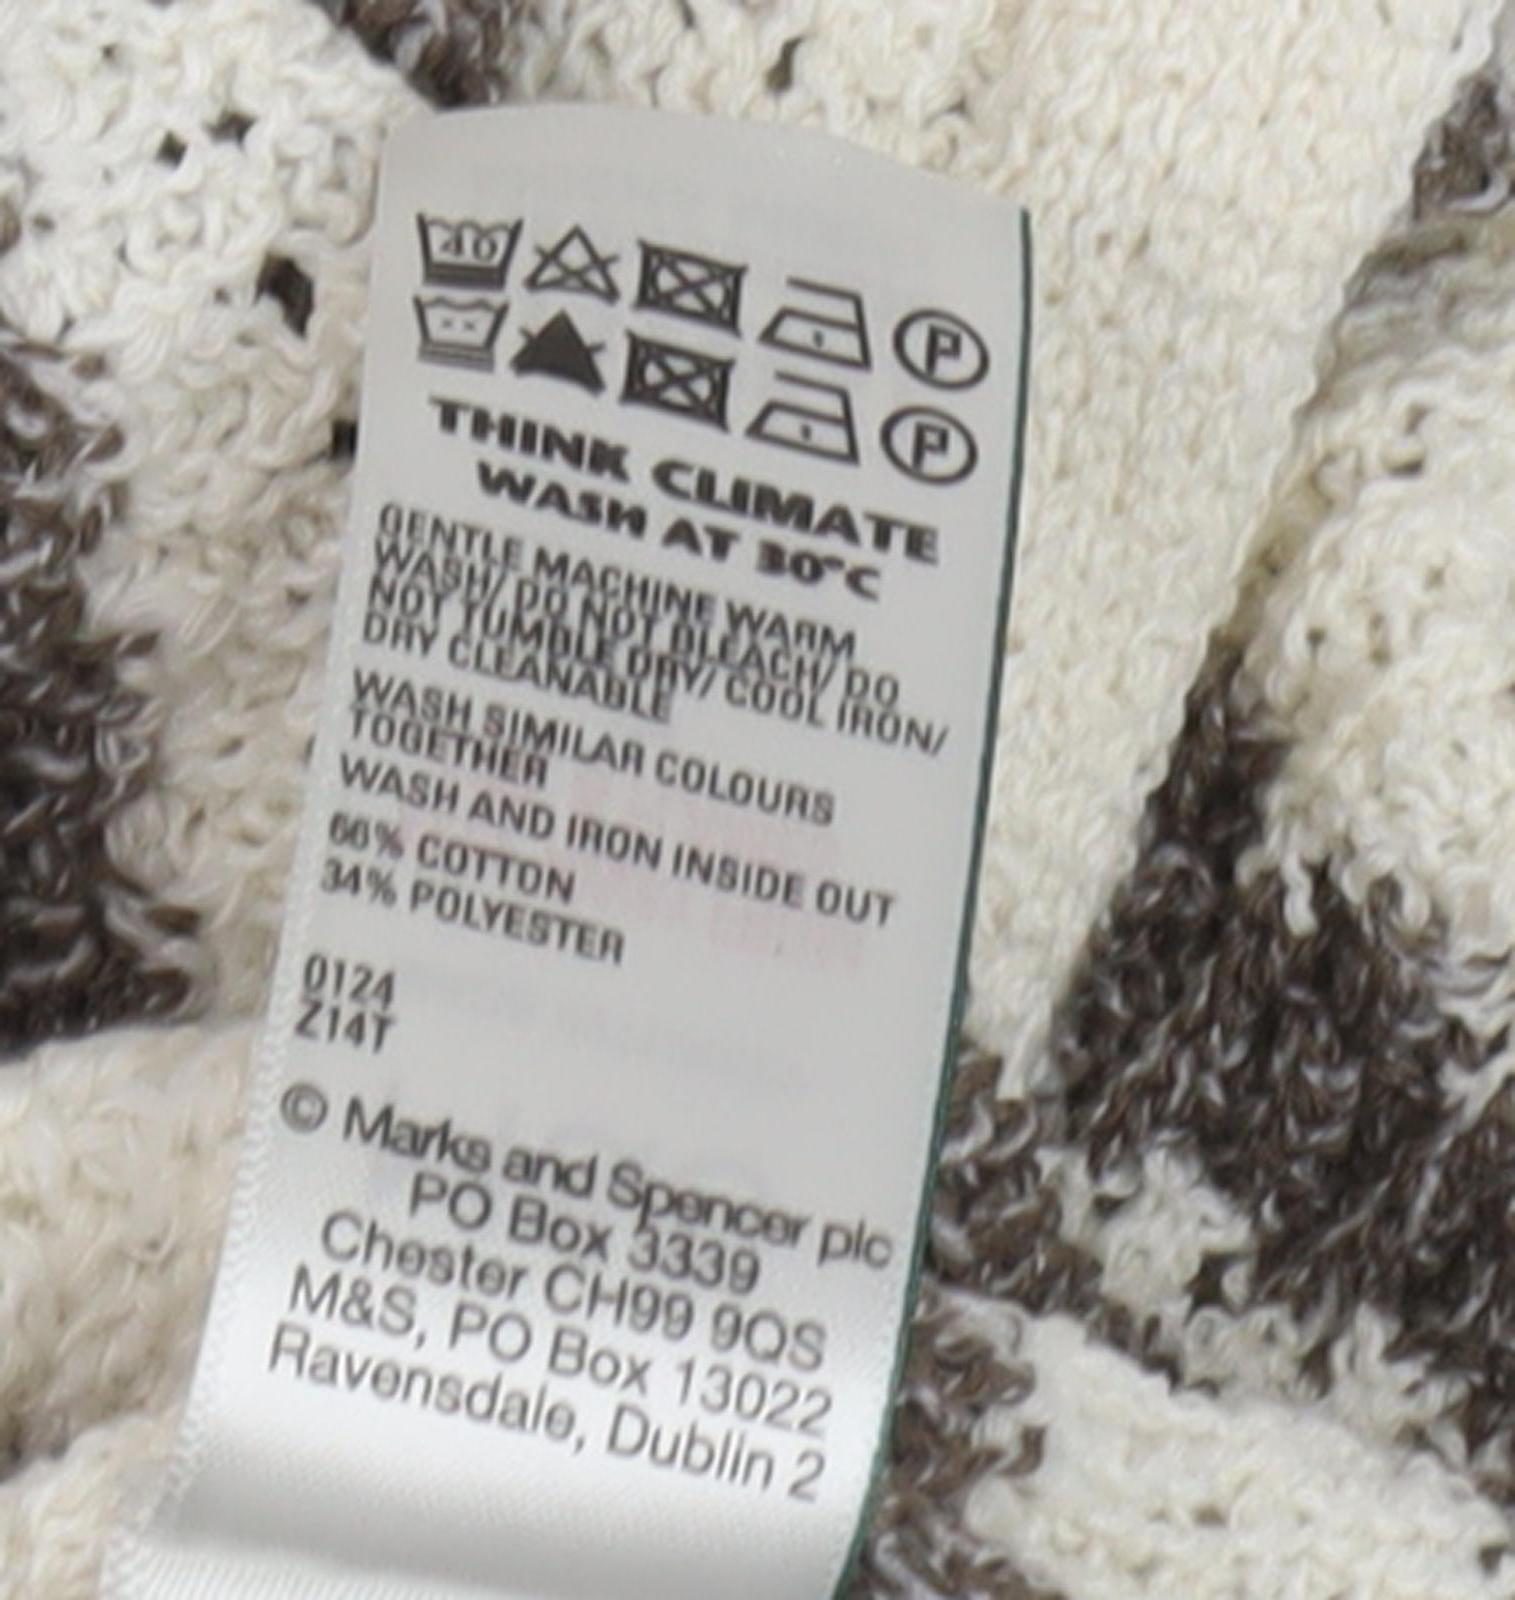 40
P
P
THINK CLIMATE
WASH AT 30°C
GENTLE MACHINE WARM
WASH/ DO NOT BLEACH/ DO
NOT TUMBLE DRY/ COOL IRON/
DRY CLEANABLE
WASH SIMILAR COLOURS
TOGETHER
WASH AND IRON INSIDE OUT
66% COTTON
34% POLYESTER
0124
Z14T
© Marks and Spencer plc
PO Box 3339
Chester CH99 9QS
M&S, PO Box 13022
Ravensdale, Dublin 2